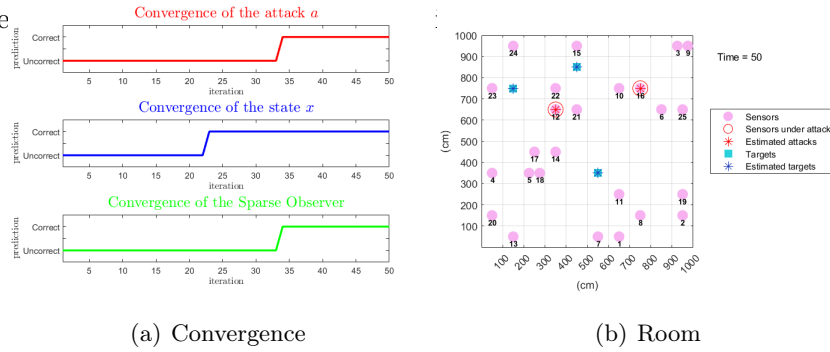 e
Convergence of the attack a
prediction
Correct
Uncorrect
5 10 15 20 25 30 35 40 45 50
iteration
Convergence of the state x
prediction
Correct
Uncorrect
5 10 15 20 25 30 35 40 45 50
iteration
Convergence of the Sparse Observer
prediction
Correct
Uncorrect
5 10 15 20 25 30 35 40 45 50
iteration
(a) Convergence
1000
900
800
700
600
500
400
300
200
100
(cm)
24 15 3 9
23 22 10 16
12 21 6 25
17 14
4 5 18
11 19
20 8 2
13 7 1
100 200 300 400 500 600 700 800 900 1000
(cm)
Time = 50
Sensors
Sensors under attack
Estimated attacks
Targets
Estimated targets
(b) Room